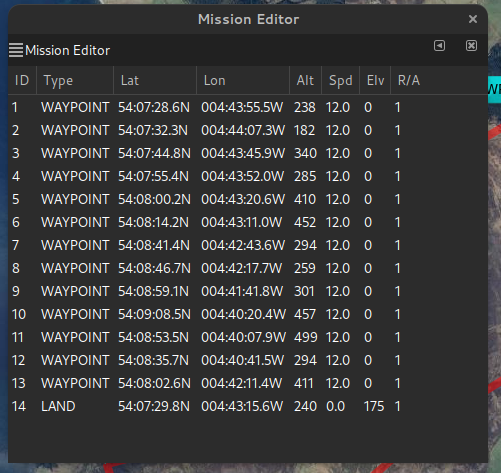 Mission Editor
Mission Editor
ID Type Lat Lon Alt Spd Elv R/A
1 WAYPOINT 54:07:28.6N 004:43:55.5W 238 12.0 0 1
2 WAYPOINT 54:07:32.3N 004:44:07.3W 182 12.0 0 1
3 WAYPOINT 54:07:44.8N 004:43:45.9W 340 12.0 0 1
4 WAYPOINT 54:07:55.4N 004:43:52.0W 285 12.0 0 1
5 WAYPOINT 54:08:00.2N 004:43:20.6W 410 12.0 0 1
6 WAYPOINT 54:08:14.2N 004:43:11.0W 452 12.0 0 1
7 WAYPOINT 54:08:41.4N 004:42:43.6W 294 12.0 0 1
8 WAYPOINT 54:08:46.7N 004:42:17.7W 259 12.0 0 1
9 WAYPOINT 54:08:59.1N 004:41:41.8W 301 12.0 0 1
10 WAYPOINT 54:09:08.5N 004:40:20.4W 457 12.0 0 1
11 WAYPOINT 54:08:53.5N 004:40:07.9W 499 12.0 0 1
12 WAYPOINT 54:08:35.7N 004:40:41.5W 294 12.0 0 1
13 WAYPOINT 54:08:02.6N 004:42:11.4W 411 12.0 0 1
14 LAND 54:07:29.8N 004:43:15.6W 240 0.0 175 1